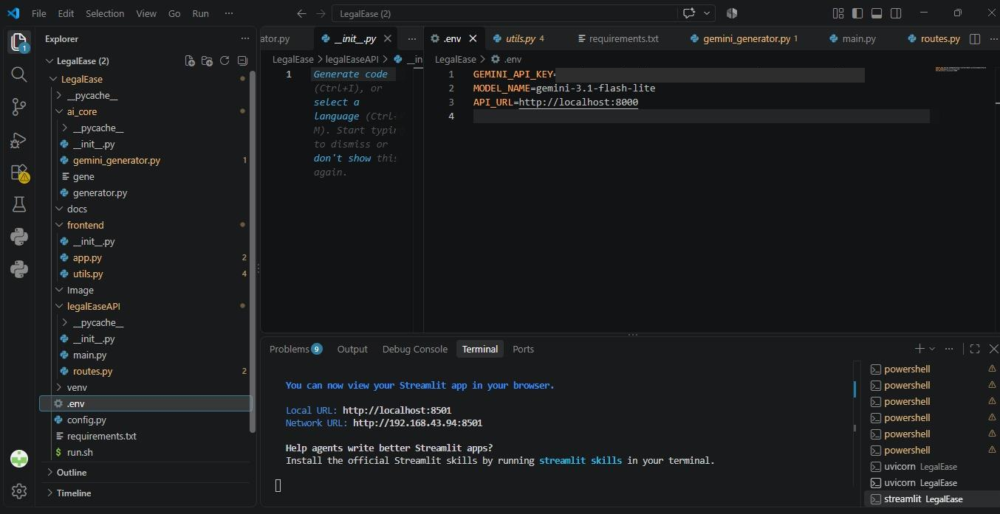 File Edit Selection View Go Run ··· LegalEase (2)
Explorer ···
LegalEase (2)
LegalEase
__pycache__
ai_core
__pycache__
__init__.py
gemini_generator.py 1
gene
generator.py
docs
frontend
__init__.py
app.py 2
utils.py 4
Image
legalEaseAPI
__pycache__
__init__.py
main.py
routes.py 2
venv
.env
config.py
requirements.txt
$ run.sh
Outline
Timeline
1
ator.py __init__.py ···
LegalEase > legalEaseAPI > __in
1 Generate code
(Ctrl+I), or
select a
language (Ctrl+
M). Start typin
to dismiss or
don't show this
again.
.env utils.py 4 requirements.txt gemini_generator.py 1 main.py routes.py ···
LegalEase > .env
1 GEMINI_API_KEY=
2 MODEL_NAME=gemini-3.1-flash-lite
3 API_URL=http://localhost:8000
4
Problems 9 Output Debug Console Terminal Ports
You can now view your Streamlit app in your browser.
Local URL: http://localhost:8501
Network URL: http://192.168.43.94:8501
Help agents write better Streamlit apps?
Install the official Streamlit skills by running streamlit skills in your terminal.
powershell
powershell
powershell
powershell
powershell
powershell
uvicorn LegalEase
uvicorn LegalEase
streamlit LegalEase